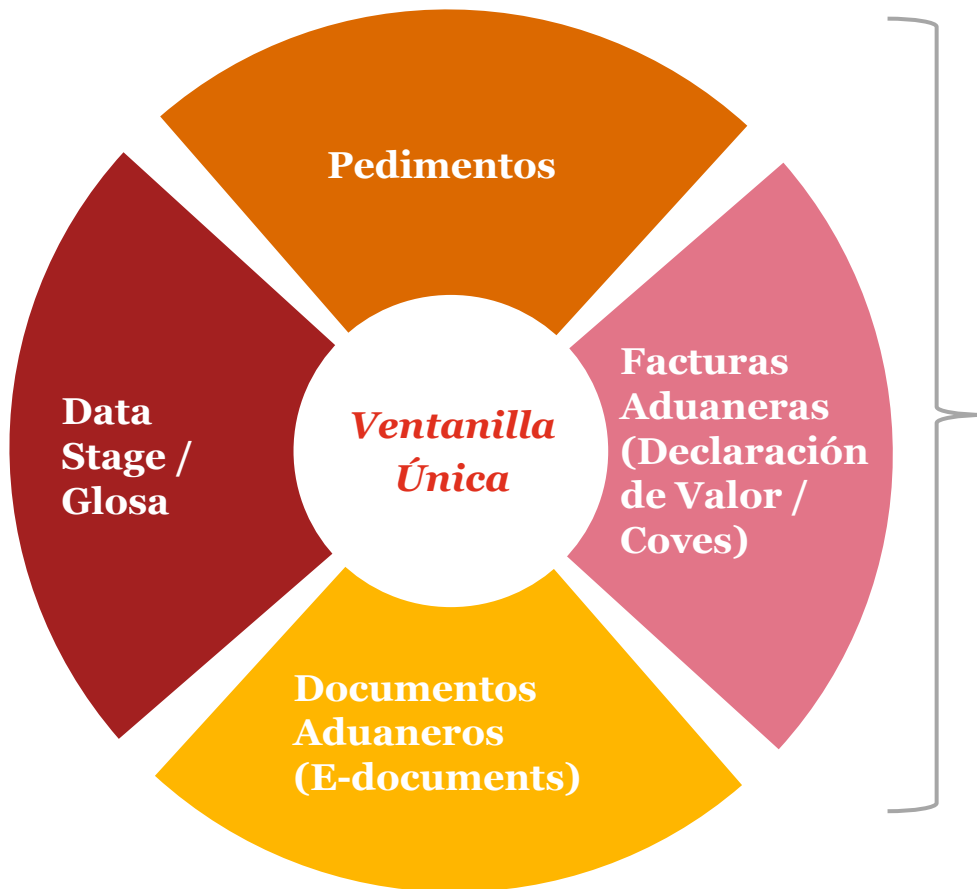 Pedimentos
Facturas
Aduaneras
(Declaración
de Valor /
Coves)
Data
Stage /
Glosa
Ventanilla
Única
Documentos
Aduaneros
(E-documents)